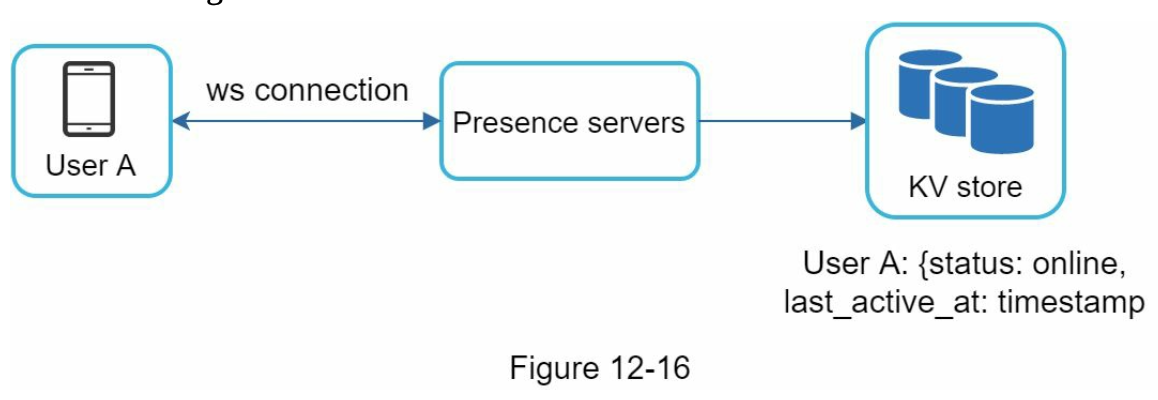 ws connection
User A
Presence servers
KV store
User A: {status: online,
last_active_at: timestamp
Figure 12-16